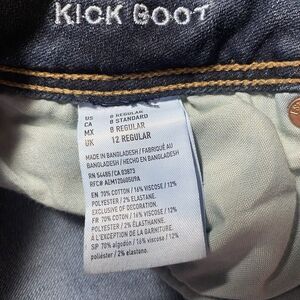 KICK BOOT
US 8 REGULAR
CA 8 STANDARD
MX 8 REGULAR
UK 12 REGULAR
MADE IN BANGLADESH / FABRIQUÉ AU
BANGLADESH / HECHO EN BANGLADESH
RN 54485 / CA 03873
EN 70% COTTON / 16% VISCOSE / 12%
POLYESTER / 2% ELASTANE.
EXCLUSIVE OF DECORATION.
FR 70% COTON / 16% VISCOSE / 12%
POLYESTER / 2% ÉLASTHANNE.
À L'EXCEPTION DE LA
GARNITURE.
SP 70% algodón / 16% viscosa / 12%
poliéster / 2% elastano.